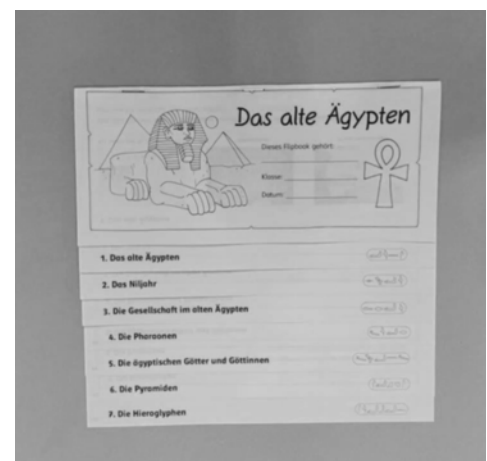 Das alte Ägypten
Dieses Flipbook gehört:
Klasse:
Datum:
1. Das alte Ägypten
2. Das Niljahr
3. Die Gesellschaft im alten Ägypten
4. Die Pharaonen
5. Die ägyptischen Götter und Göttinnen
6. Die Pyramiden
7. Die Hieroglyphen